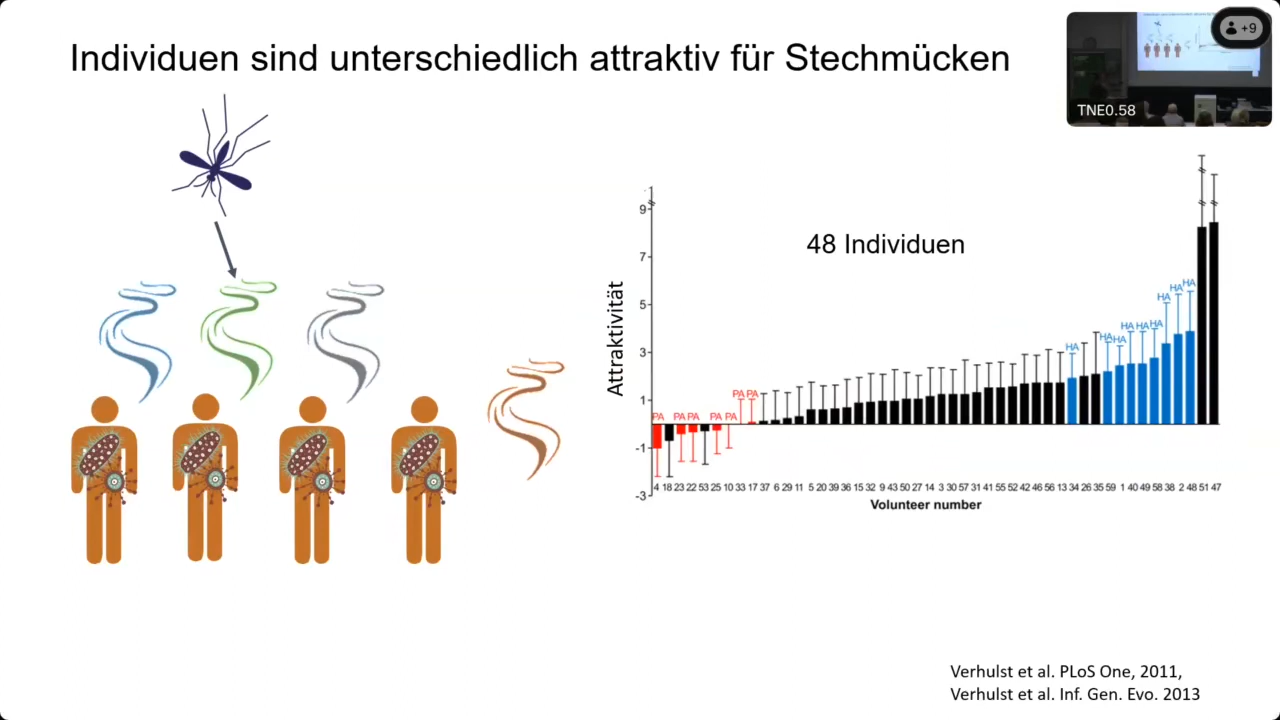 Individuen sind unterschiedlich attraktiv für Stechmücken
+9
TNE0.58
48 Individuen
Attraktivität
9
7
5
3
1
-1
-3
PA PA PA PA PA PA PA
HA HA HA HA HA HA HA HA HA
4 18 23 22 53 25 10 33 17 37 6 29 11 5 20 39 36 15 32 9 43 50 27 14 3 30 57 31 41 55 52 42 46 56 13 34 26 35 59 1 40 49 58 38 2 48 51 47
Volunteer number
Verhulst et al. PLoS One, 2011,
Verhulst et al. Inf. Gen. Evo. 2013